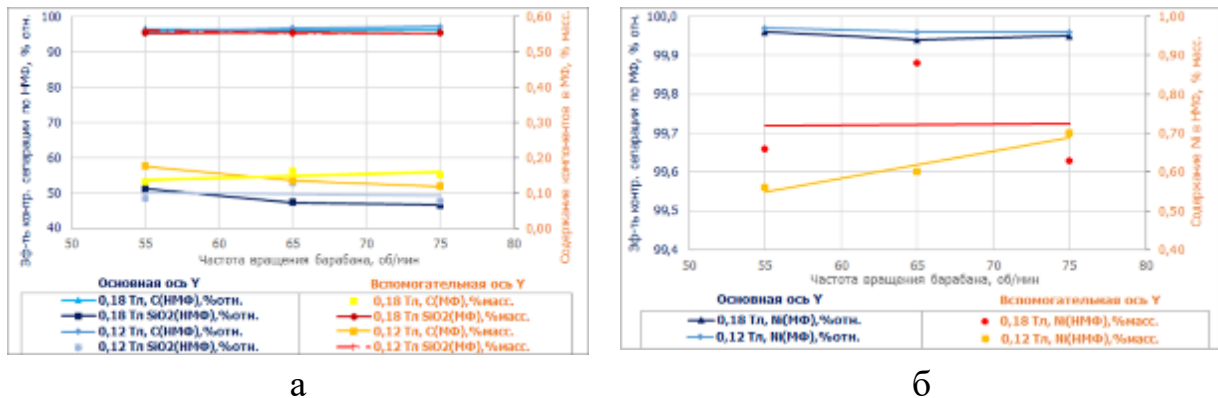 Эф-ть контр. сепарации по НМФ, % отн.
100
90
80
70
60
50
40
0,60
0,50
0,40
0,30
0,20
0,10
0,00
Содержание компонентов в МФ, % масс.
50 55 60 65 70 75 80
Частота вращения барабана, об/мин
Основная ось Y Вспомогательная ось Y
0,18 Тл, С(НМФ),%отн. 0,18 Тл, С(МФ),%масс.
0,18 Тл SiO2(НМФ),%отн. 0,18 Тл SiO2(МФ),%масс.
0,12 Тл, С(НМФ),%отн. 0,12 Тл, С(МФ),%масс.
0,12 Тл SiO2(НМФ),%отн. 0,12 Тл SiO2(МФ),%масс.
а
Эф-ть контр. сепарации по МФ, % отн.
100,0
99,9
99,8
99,7
99,6
99,5
99,4
1,00
0,90
0,80
0,70
0,60
0,50
0,40
Содержание Ni в НМФ, % масс.
50 55 60 65 70 75 80
Частота вращения барабана, об/мин
Основная ось Y Вспомогательная ось Y
0,18 Тл, Ni(МФ),%отн. 0,18 Тл, Ni(НМФ),%масс.
0,12 Тл, Ni(МФ),%отн. 0,12 Тл, Ni(НМФ),%масс.
б